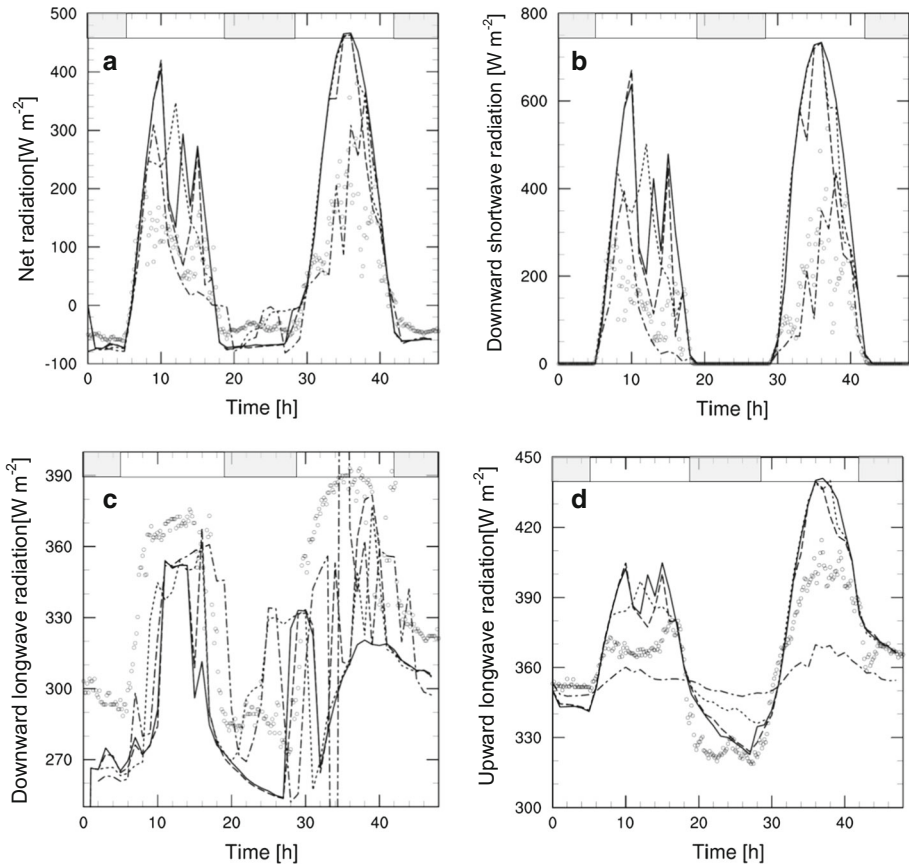 a
Net radiation[W m-2]
500
400
300
200
100
0
-100
0 10 20 30 40
Time [h]
b
Downward shortwave radiation [W m-2]
800
600
400
200
0
0 10 20 30 40
Time [h]
c
Downward longwave radiation[W m-2]
390
360
330
300
270
0 10 20 30 40
Time [h]
d
Upward longwave radiation[W m-2]
450
420
390
360
330
300
0 10 20 30 40
Time [h]